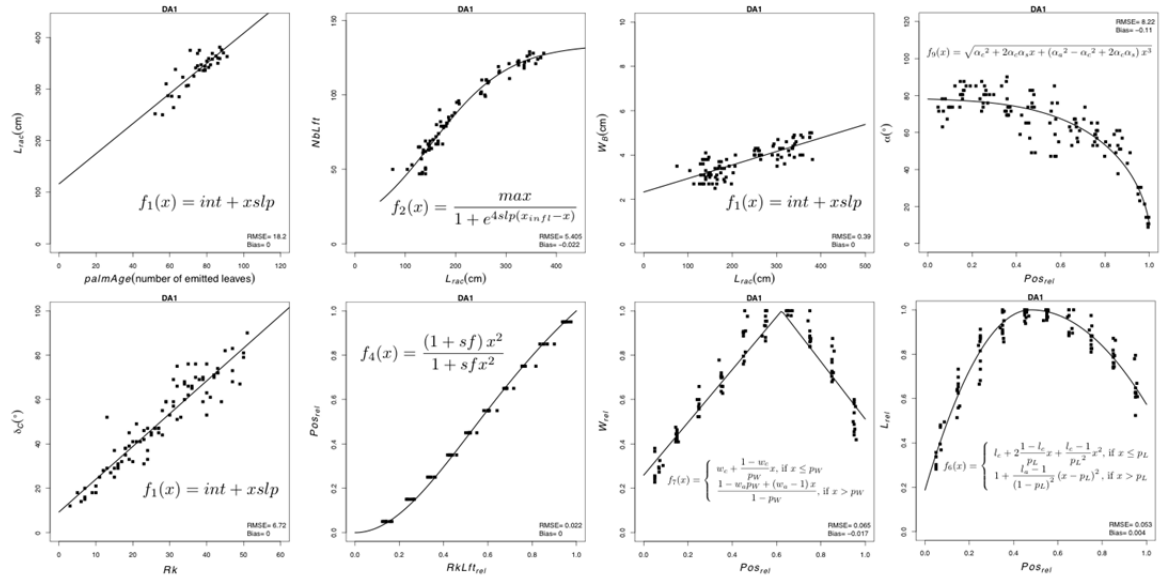 DA1
L_rac(cm)
0 100 200 300 400
f_1(x) = int + xslp
RMSE= 18.2
Bias= 0
0 20 40 60 80 100 120
palmAge(number of emitted leaves)
DA1
NbLft
0 50 100 150
f_2(x) = max / (1 + e^{4slp(x_{infl}-x)})
RMSE= 5.405
Bias= −0.022
0 100 200 300 400
L_rac(cm)
DA1
W_B(cm)
0 2 4 6 8 10
f_1(x) = int + xslp
RMSE= 0.39
Bias= 0
0 100 200 300 400 500
L_rac(cm)
DA1
RMSE= 8.22
Bias= −0.11
f_9(x) = √(α_c² + 2α_cα_sx + (α_a² − α_c² + 2α_cα_s) x³)
α(°)
0 20 40 60 80 100 120
0.0 0.2 0.4 0.6 0.8 1.0
Pos_rel
DA1
δ_C(°)
0 20 40 60 80 100
f_1(x) = int + xslp
RMSE= 6.72
Bias= 0
0 10 20 30 40 50 60
Rk
DA1
f_4(x) = (1 + sf) x² / (1 + sfx²)
Pos_rel
0.0 0.2 0.4 0.6 0.8 1.0
RMSE= 0.022
Bias= 0
0.0 0.2 0.4 0.6 0.8 1.0
RkLft_rel
DA1
W_rel
0.0 0.2 0.4 0.6 0.8 1.0
f_7(x) = { w_c + (1 − w_c)/p_W x, if x ≤ p_W
(1 − w_a p_W + (w_a − 1) x)/(1 − p_W), if x > p_W
RMSE= 0.065
Bias= −0.017
0.0 0.2 0.4 0.6 0.8 1.0
Pos_rel
DA1
L_rel
0.0 0.2 0.4 0.6 0.8 1.0
f_6(x) = { l_c + 2 (1 − l_c)/p_L x + (l_c − 1)/p_L² x², if x ≤ p_L
1 + (l_a − 1)/(1 − p_L)² (x − p_L)², if x > p_L
RMSE= 0.053
Bias= 0.004
0.0 0.2 0.4 0.6 0.8 1.0
Pos_rel